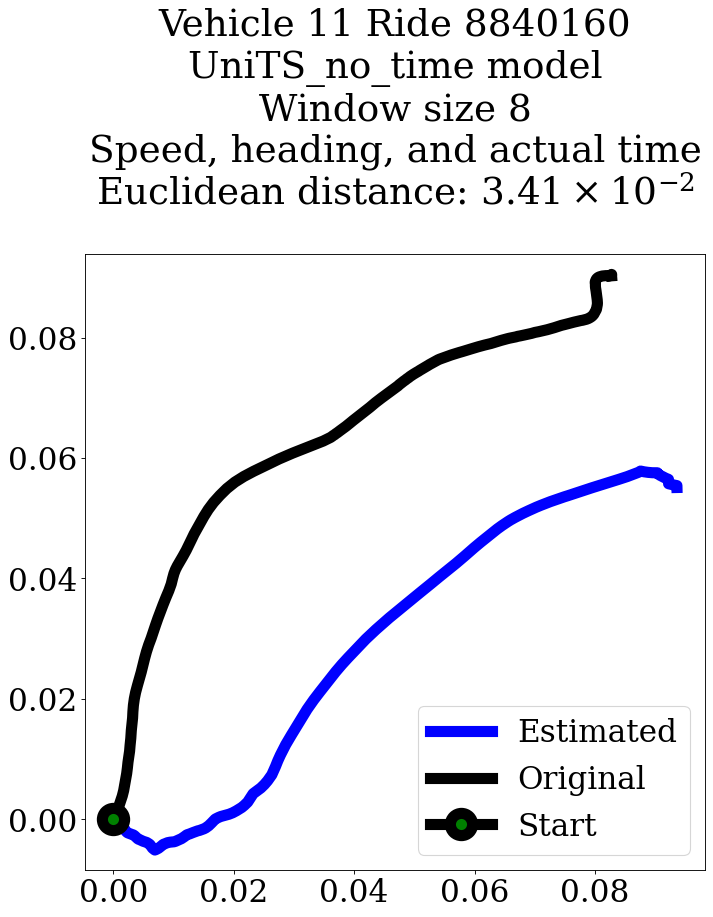 Vehicle 11 Ride 8840160
UniTS_no_time model
Window size 8
Speed, heading, and actual time
Euclidean distance: 3.41 × 10⁻²
0.08
0.06
0.04
0.02
0.00
0.00 0.02 0.04 0.06 0.08
Estimated
Original
Start